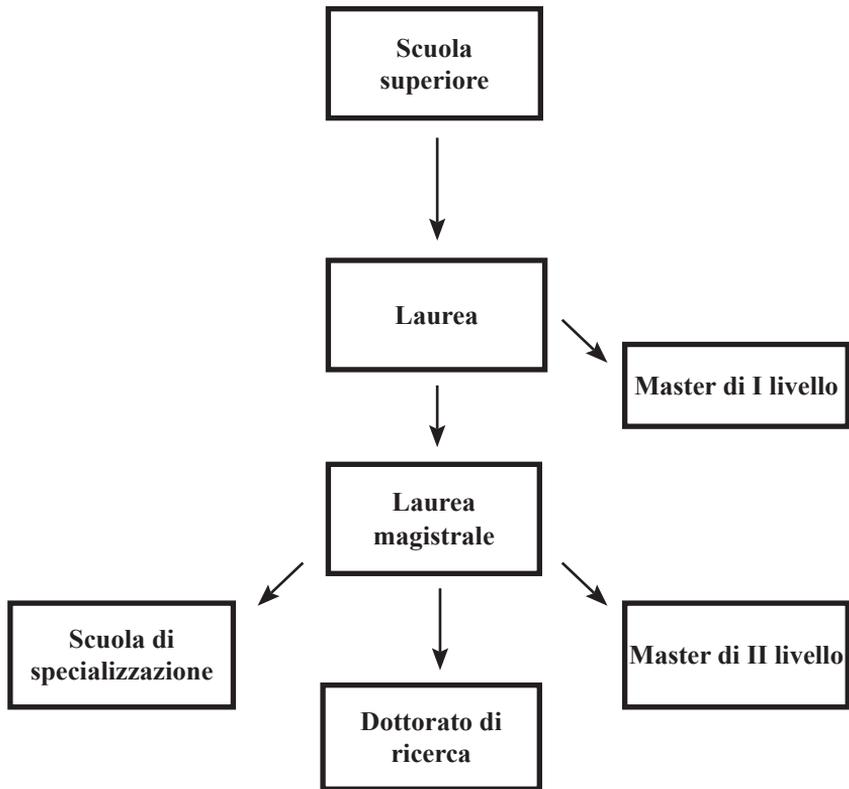 Scuola
superiore
Laurea
Master di I livello
Laurea
magistrale
Scuola di
specializzazione
Master di II livello
Dottorato di
ricerca